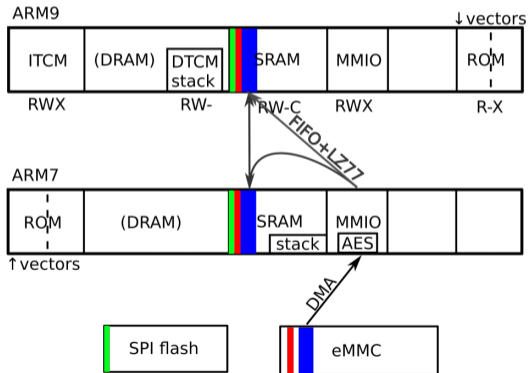 ARM9
↓vectors
ITCM
(DRAM)
DTCM
stack
SRAM
MMIO
ROM
RWX
RW-
RW-C
RWX
R-X
FIFO+LZ77
ARM7
ROM
(DRAM)
SRAM
stack
MMIO
AES
↑vectors
DMA
SPI flash
eMMC